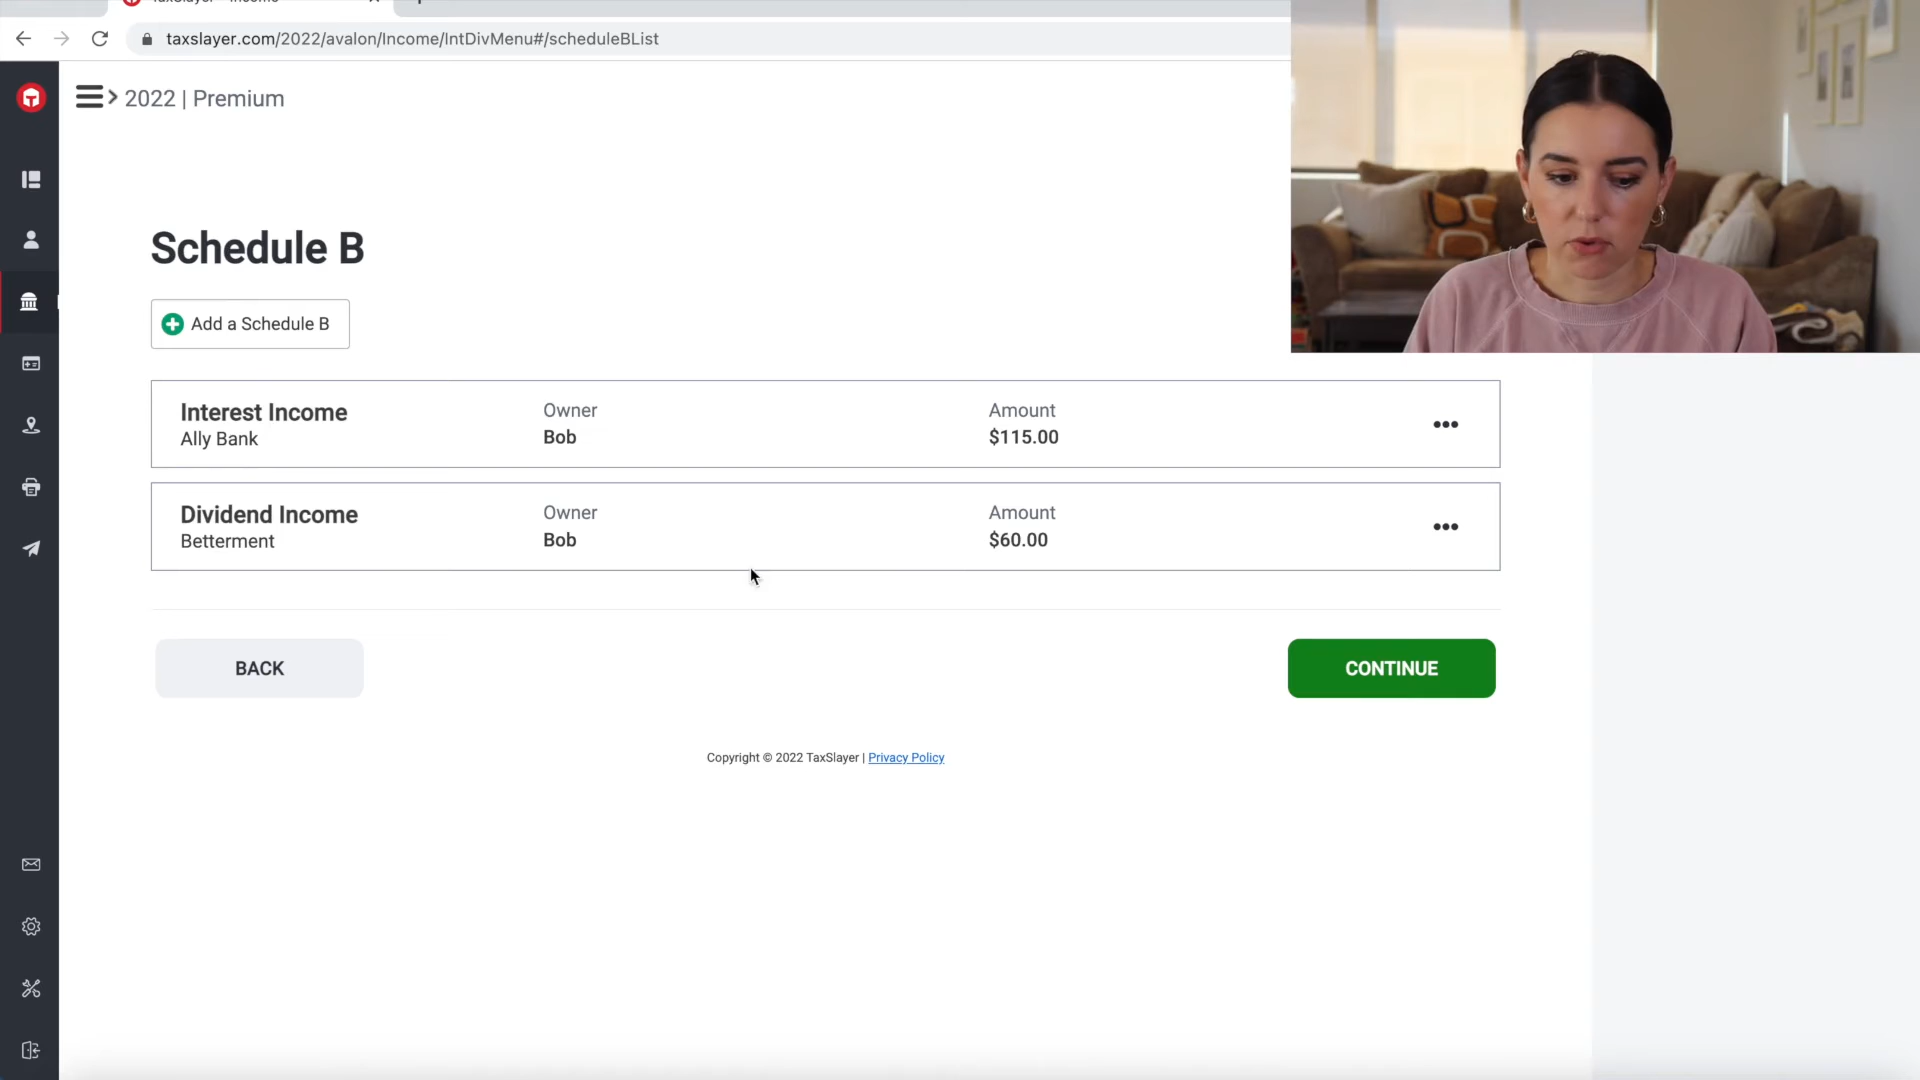 taxslayer.com/2022/avalon/Income/IntDivMenu#/scheduleBList
2022 | Premium
Schedule B
Add a Schedule B
Interest Income
Ally Bank
Owner
Bob
Amount
$115.00
Dividend Income
Betterment
Owner
Bob
Amount
$60.00
BACK
CONTINUE
Copyright © 2022 TaxSlayer | Privacy Policy